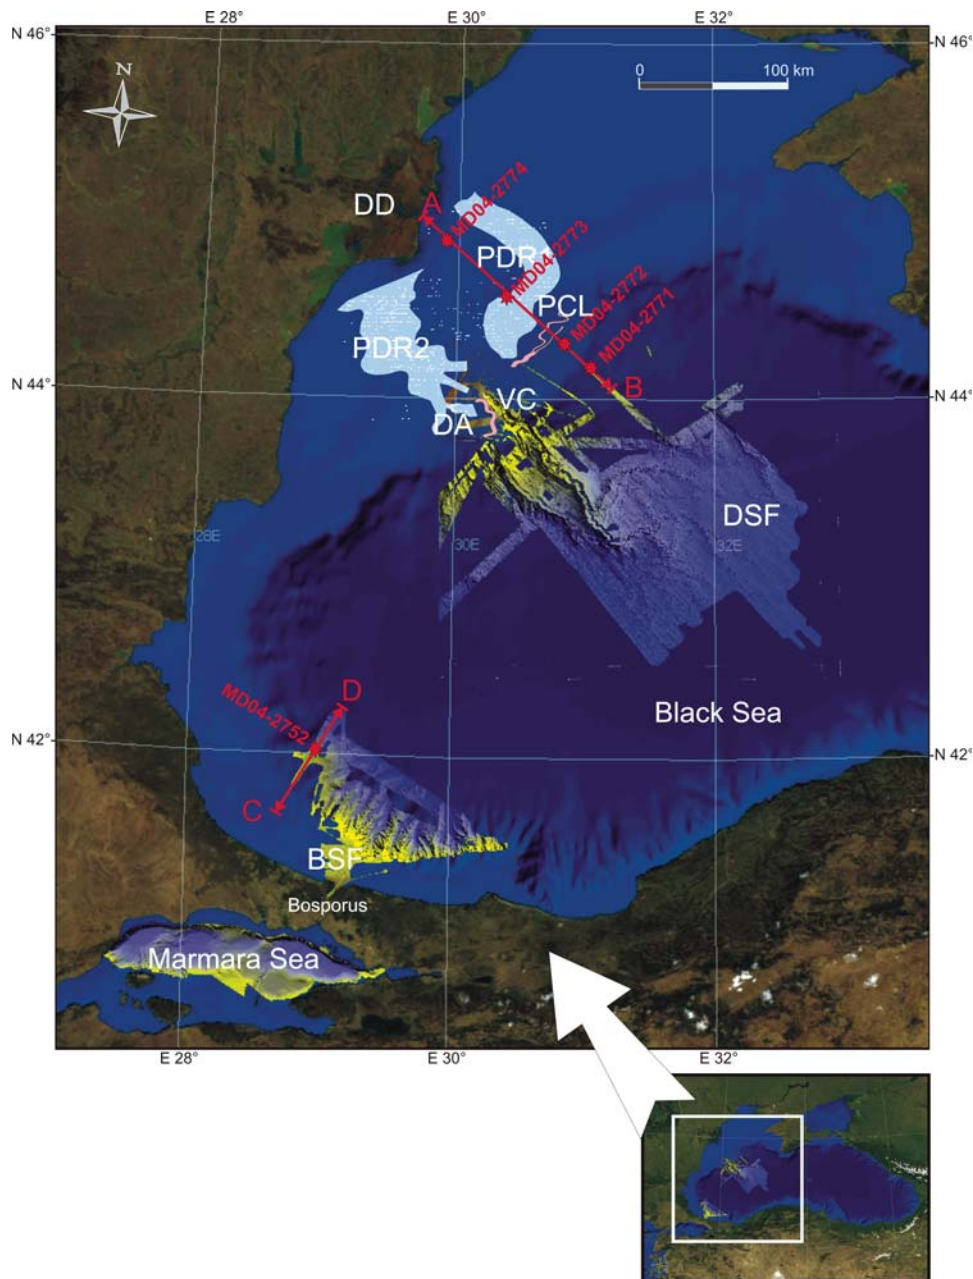 E 28°
E 30°
E 32°
N 46°
N 46°
N
0
100 km
DD
A
MD04-2774
PDR1
MD04-2773
PCL
MD04-2772
MD04-2771
PDR2
B
N 44°
N 44°
VC
DA
DSF
28E
30E
32E
D
MD04-2752
Black Sea
N 42°
N 42°
C
BSF
Bosporus
Marmara Sea
E 28°
E 30°
E 32°